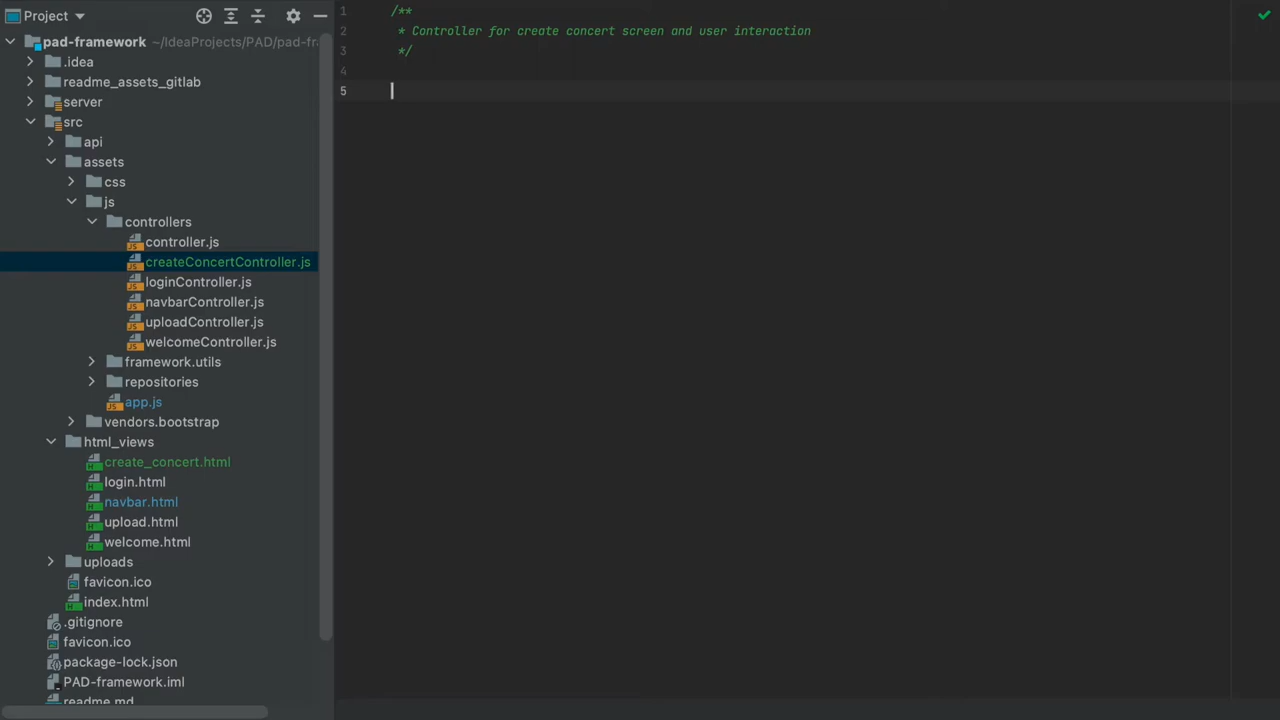 Project
pad-framework ~/IdeaProjects/PAD/pad-fr
.idea
readme_assets_gitlab
server
src
api
assets
css
js
controllers
controller.js
createConcertController.js
loginController.js
navbarController.js
uploadController.js
welcomeController.js
framework.utils
repositories
app.js
vendors.bootstrap
html_views
create_concert.html
login.html
navbar.html
upload.html
welcome.html
uploads
favicon.ico
index.html
.gitignore
favicon.ico
package-lock.json
PAD-framework.iml
readme.md
1 /**
2 * Controller for create concert screen and user interaction
3 */
4
5